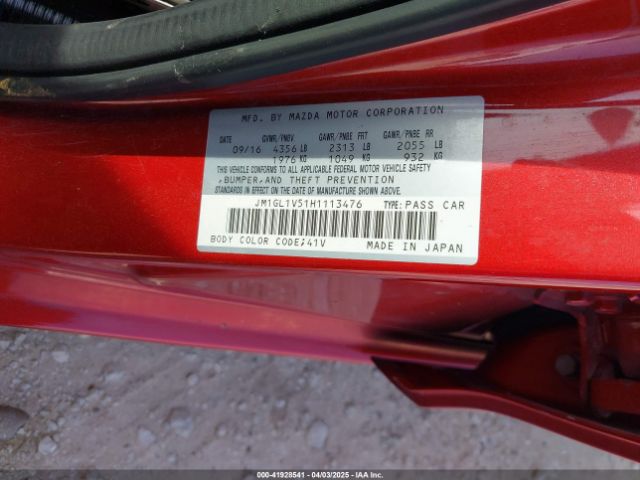 MFD. BY MAZDA MOTOR CORPORATION
DATE GVWR/PNBV GAWR/PNBE FRT GAWR/PNBE RR
09/16 4356 LB 2313 LB 2055 LB
1976 KG 1049 KG 932 KG
THIS VEHICLE CONFORMS TO ALL APPLICABLE FEDERAL MOTOR VEHICLE SAFETY
, BUMPER, AND THEFT PREVENTION
STANDARDS IN EFFECT ON THE DATE OF MANUFACTURE SHOWN ABOVE.
JM1GL1V51H1113476 TYPE: PASS CAR
BODY COLOR CODE: 41V MADE IN JAPAN
000-41928541 - 04/03/2025 - IAA Inc.